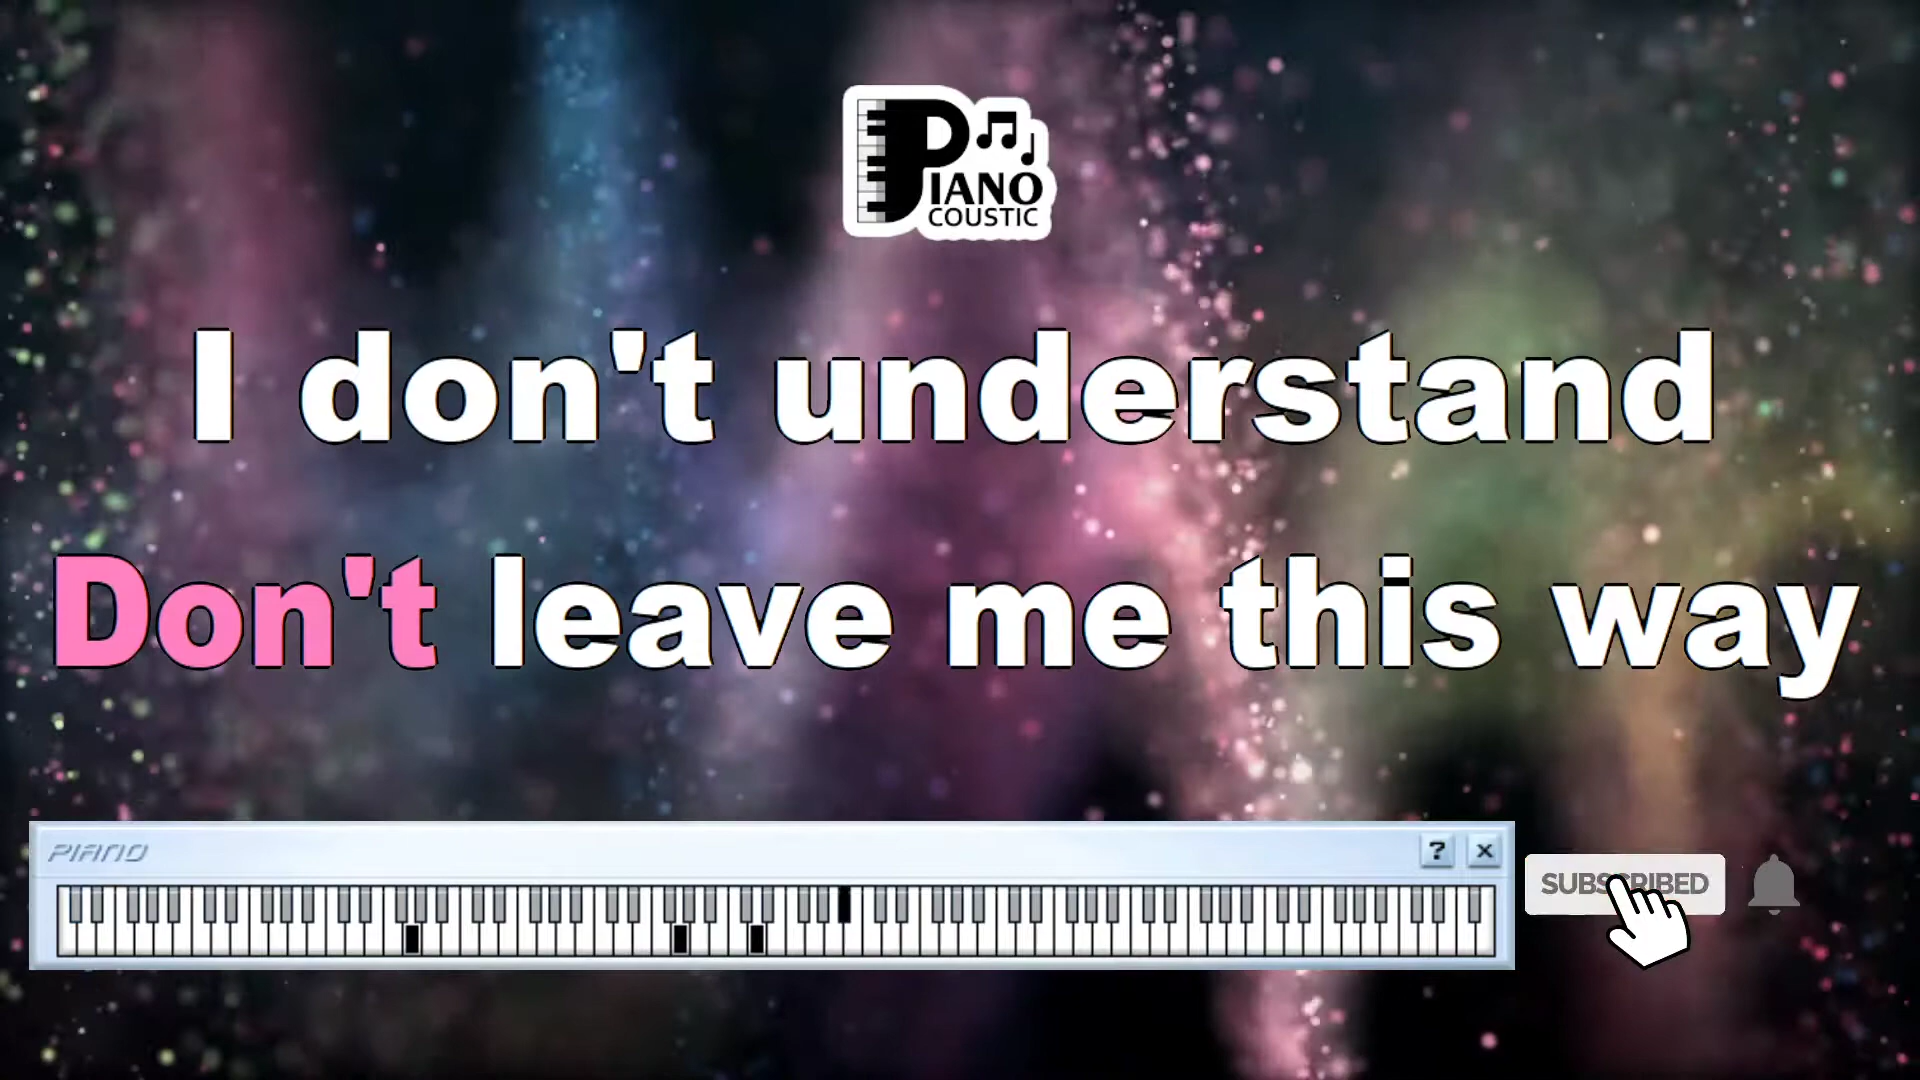 PIANO
COUSTIC
I don't understand
Don't leave me this way
PIANO
? ×
SUBSCRIBED